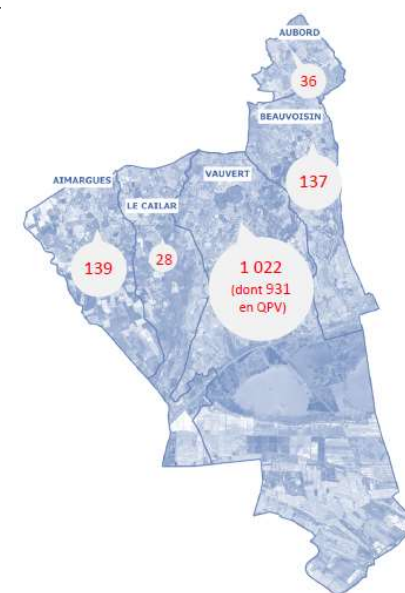 AUBORD
36
BEAUVOISIN
137
VAUVERT
AIMARGUES
LE CAILAR
139
28
1 022
(dont 931
en QPV)